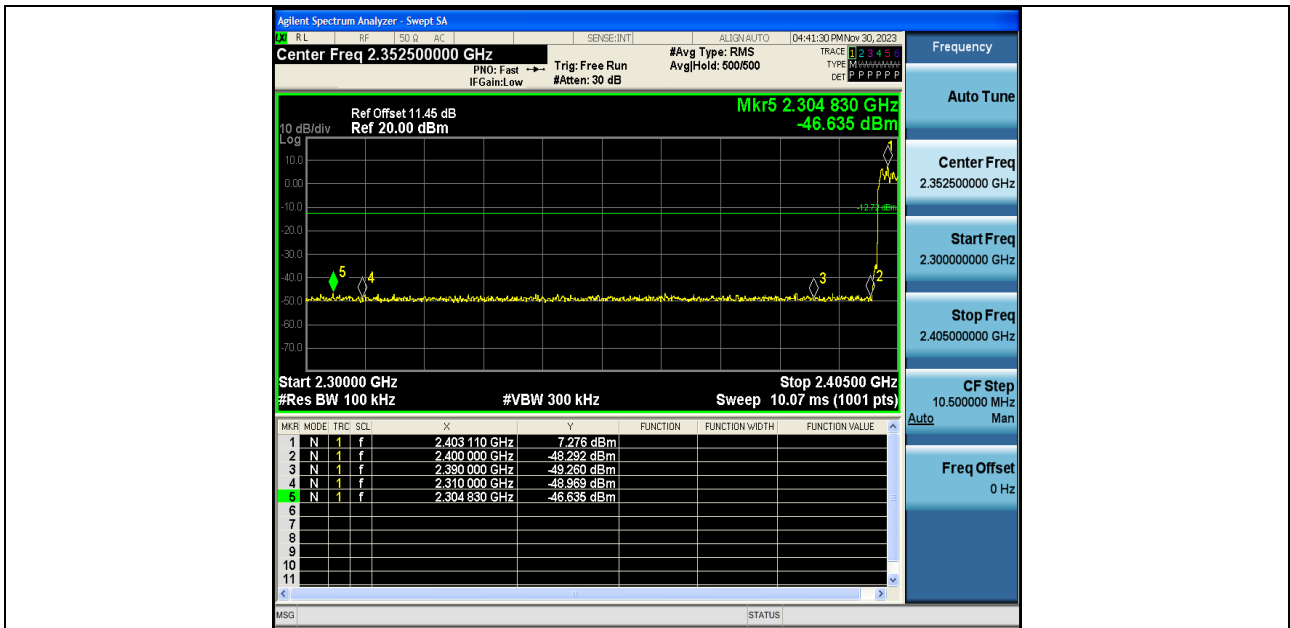 Agilent Spectrum Analyzer - Swept SA
RL RF 50 Ω AC SENSE:INT ALIGN AUTO 04:41:30 PM Nov 30, 2023
Center Freq 2.352500000 GHz
PNO: Fast
IFGain:Low
Trig: Free Run
#Atten: 30 dB
#Avg Type: RMS
Avg|Hold: 500/500
TRACE 1 2 3 4 5 6
TYPE M
DET P P P P P P
Mkr5 2.304 830 GHz
-46.635 dBm
Ref Offset 11.45 dB
10 dB/div Ref 20.00 dBm
Log
10.0
0.00
-10.0
-20.0
-30.0
-40.0
-50.0
-60.0
-70.0
-12.72 dBm
1
2
3
4
5
Start 2.30000 GHz Stop 2.40500 GHz
#Res BW 100 kHz #VBW 300 kHz Sweep 10.07 ms (1001 pts)
MKR MODE TRC SCL X Y FUNCTION FUNCTION WIDTH FUNCTION VALUE
1 N 1 f 2.403 110 GHz 7.276 dBm
2 N 1 f 2.400 000 GHz -48.292 dBm
3 N 1 f 2.390 000 GHz -49.260 dBm
4 N 1 f 2.310 000 GHz -48.969 dBm
5 N 1 f 2.304 830 GHz -46.635 dBm
6
7
8
9
10
11
MSG STATUS
Frequency
Auto Tune
Center Freq
2.352500000 GHz
Start Freq
2.300000000 GHz
Stop Freq
2.405000000 GHz
CF Step
10.500000 MHz
Auto Man
Freq Offset
0 Hz